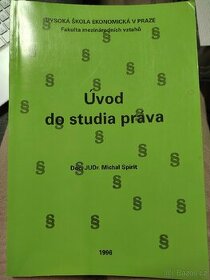 VYSOKÁ ŠKOLA EKONOMICKÁ V PRAZE
Fakulta mezinárodních vztahů
Úvod
do studia práva
Doc. JUDr. Michal Spirit
1996